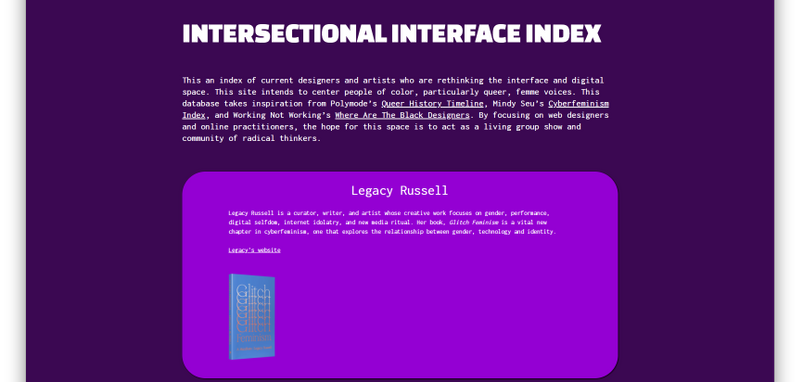 INTERSECTIONAL INTERFACE INDEX
This an index of current designers and artists who are rethinking the interface and digital
space. This site intends to center people of color, particularly queer, femme voices. This
database takes inspiration from Polymode's Queer History Timeline, Mindy Seu's Cyberfeminism
Index, and Working Not Working's Where Are The Black Designers. By focusing on web designers
and online practitioners, the hope for this space is to act as a living group show and
community of radical thinkers.
Legacy Russell
Legacy Russell is a curator, writer, and artist whose creative work focuses on gender, performance,
digital selfdom, internet idolatry, and new media ritual. Her book, Glitch Feminism is a vital new
chapter in cyberfeminism, one that explores the relationship between gender, technology and identity.
Legacy's website
Glitch
Glitch
Glitch